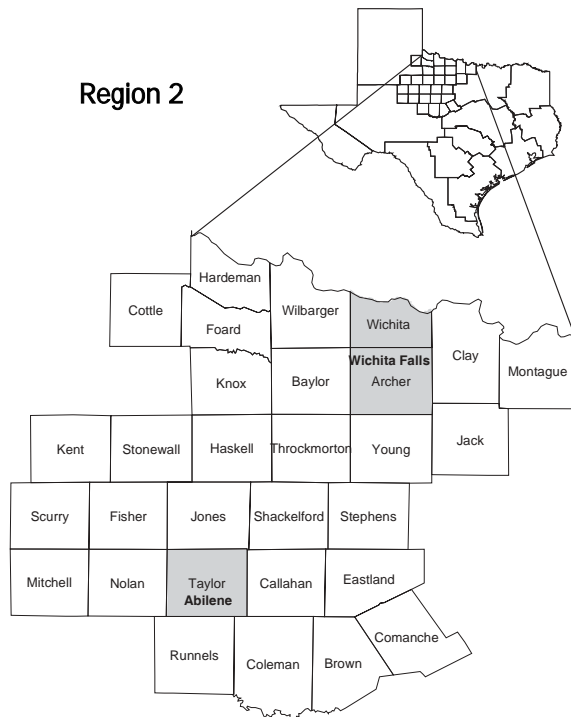 Region 2
Hardeman
Cottle
Wilbarger
Foard
Wichita
Wichita Falls
Clay
Montague
Knox
Baylor
Archer
Kent
Stonewall
Haskell
Throckmorton
Young
Jack
Scurry
Fisher
Jones
Shackelford
Stephens
Mitchell
Nolan
Taylor
Abilene
Callahan
Eastland
Runnels
Coleman
Brown
Comanche